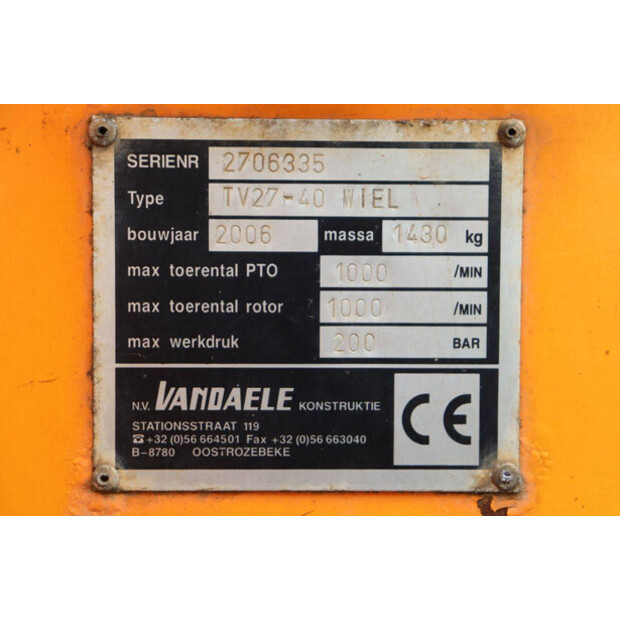 SERIENR 2706335
Type TV27-40 WIEL
bouwjaar 2006 massa 1430 kg
max toerental PTO 1000 /MIN
max toerental rotor 1000 /MIN
max werkdruk 200 BAR
N.V. VANDAELE KONSTRUKTIE
STATIONSSTRAAT 119
☎+32 (0)56 664501 Fax +32 (0)56 663040
B-8780 OOSTROZEBEKE
CE